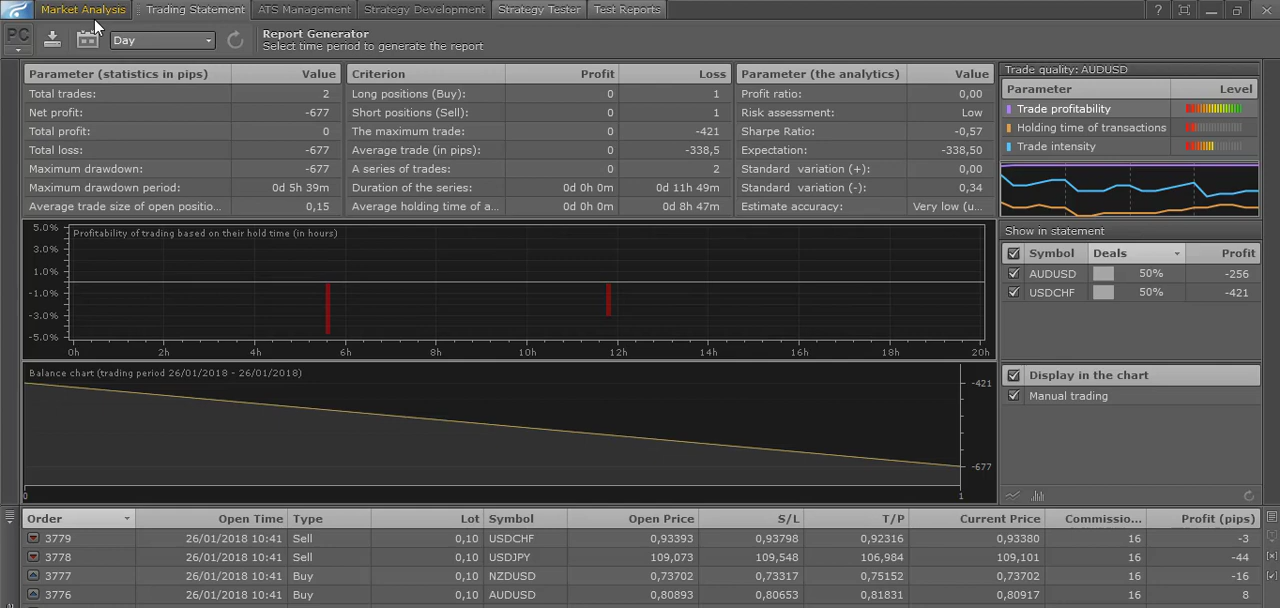 Market Analysis Trading Statement ATS Management Strategy Development Strategy Tester Test Reports ?
PC Day Report Generator
Select time period to generate the report
Parameter (statistics in pips) Value Criterion Profit Loss Parameter (the analytics) Value
Total trades: 2 Long positions (Buy): 0 1 Profit ratio: 0,00
Net profit: -677 Short positions (Sell): 0 1 Risk assessment: Low
Total profit: 0 The maximum trade: 0 -421 Sharpe Ratio: -0,57
Total loss: -677 Average trade (in pips): 0 -338,5 Expectation: -338,50
Maximum drawdown: -677 A series of trades: 0 2 Standard variation (+): 0,00
Maximum drawdown period: 0d 5h 39m Duration of the series: 0d 0h 0m 0d 11h 49m Standard variation (-): 0,34
Average trade size of open positio... 0,15 Average holding time of a... 0d 0h 0m 0d 8h 47m Estimate accuracy: Very low (u...
Trade quality: AUDUSD
Parameter Level
Trade profitability
Holding time of transactions
Trade intensity
Profitability of trading based on their hold time (in hours)
5.0%
3.0%
1.0%
-1.0%
-3.0%
-5.0%
0h 2h 4h 6h 8h 10h 12h 14h 16h 18h 20h
Show in statement
Symbol Deals Profit
AUDUSD 50% -256
USDCHF 50% -421
Balance chart (trading period 26/01/2018 - 26/01/2018)
-421
-677
0 1
Display in the chart
Manual trading
Order Open Time Type Lot Symbol Open Price S/L T/P Current Price Commissio... Profit (pips)
3779 26/01/2018 10:41 Sell 0,10 USDCHF 0,93393 0,93798 0,92316 0,93380 16 -3
3778 26/01/2018 10:41 Sell 0,10 USDJPY 109,073 109,548 106,984 109,101 16 -44
3777 26/01/2018 10:41 Buy 0,10 NZDUSD 0,73702 0,73317 0,75152 0,73702 16 -16
3776 26/01/2018 10:41 Buy 0,10 AUDUSD 0,80893 0,80653 0,81831 0,80917 16 8